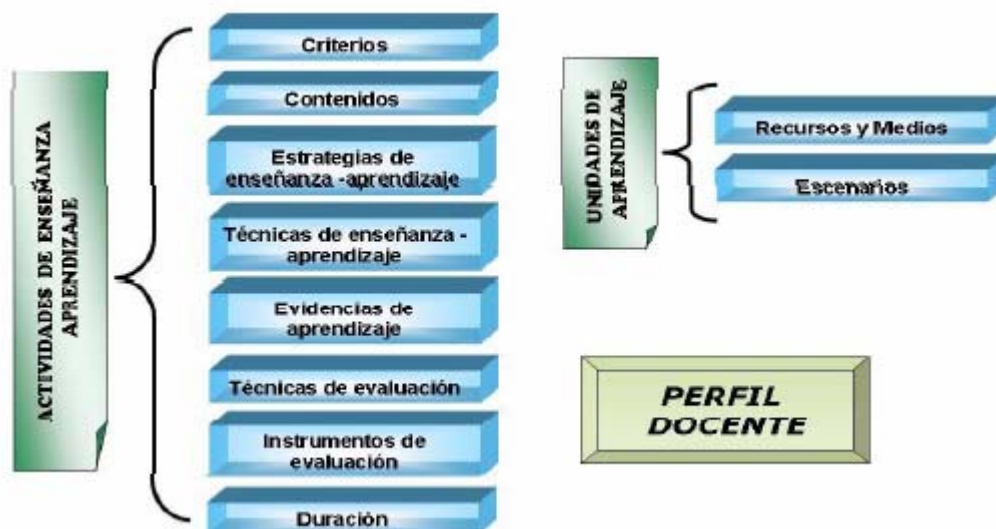 ACTIVIDADES DE ENSEÑANZA
APRENDIZAJE
Criterios
Contenidos
Estrategias de
enseñanza -aprendizaje
Técnicas de enseñanza -
aprendizaje
Evidencias de
aprendizaje
Técnicas de evaluación
Instrumentos de
evaluación
Duración
UNIDADES DE
APRENDIZAJE
Recursos y Medios
Escenarios
PERFIL
DOCENTE